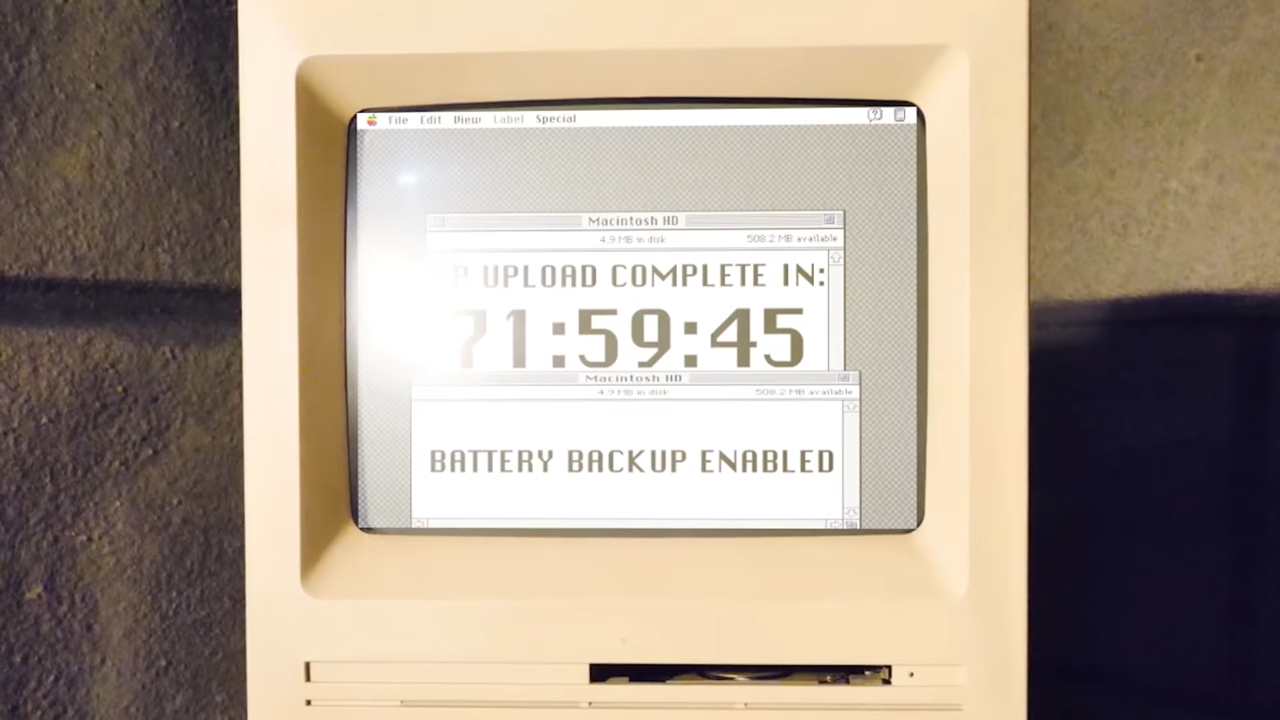 File Edit View Label Special
Macintosh HD
4.9 MB in disk 508.2 MB available
UPLOAD COMPLETE IN:
71:59:45
Macintosh HD
4.9 MB in disk 508.2 MB available
BATTERY BACKUP ENABLED